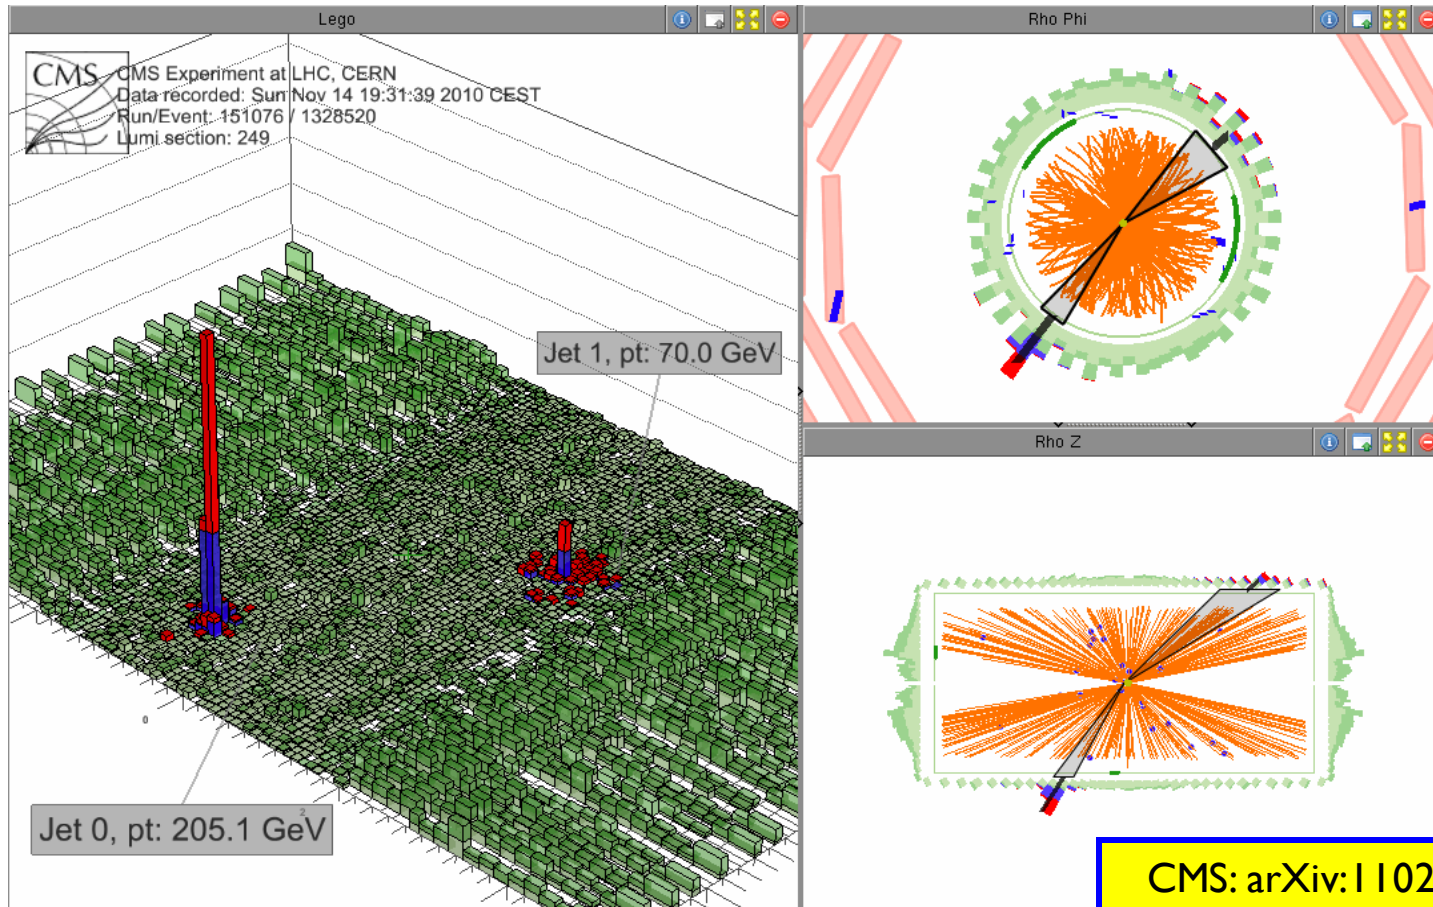 Lego
CMS
CMS Experiment at LHC, CERN
Data recorded: Sun Nov 14 19:31:39 2010 CEST
Run/Event: 151076 / 1328520
Lumi section: 249
Jet 1, pt: 70.0 GeV
0
2
Jet 0, pt: 205.1 GeV
Rho Phi
Rho Z
CMS: arXiv:1102